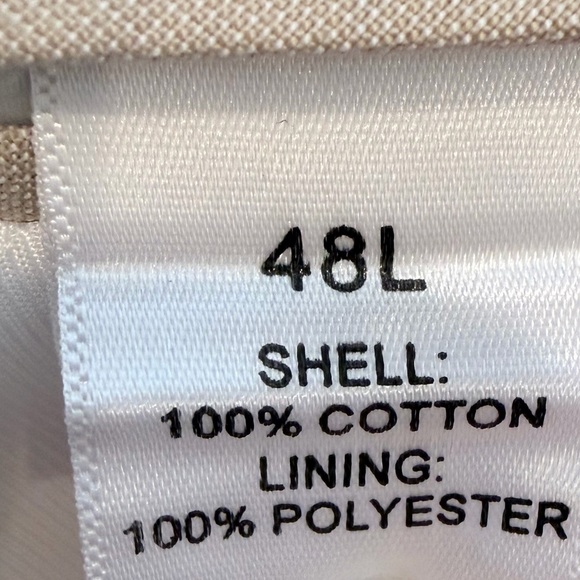 48L
SHELL:
100% COTTON
LINING:
100% POLYESTER